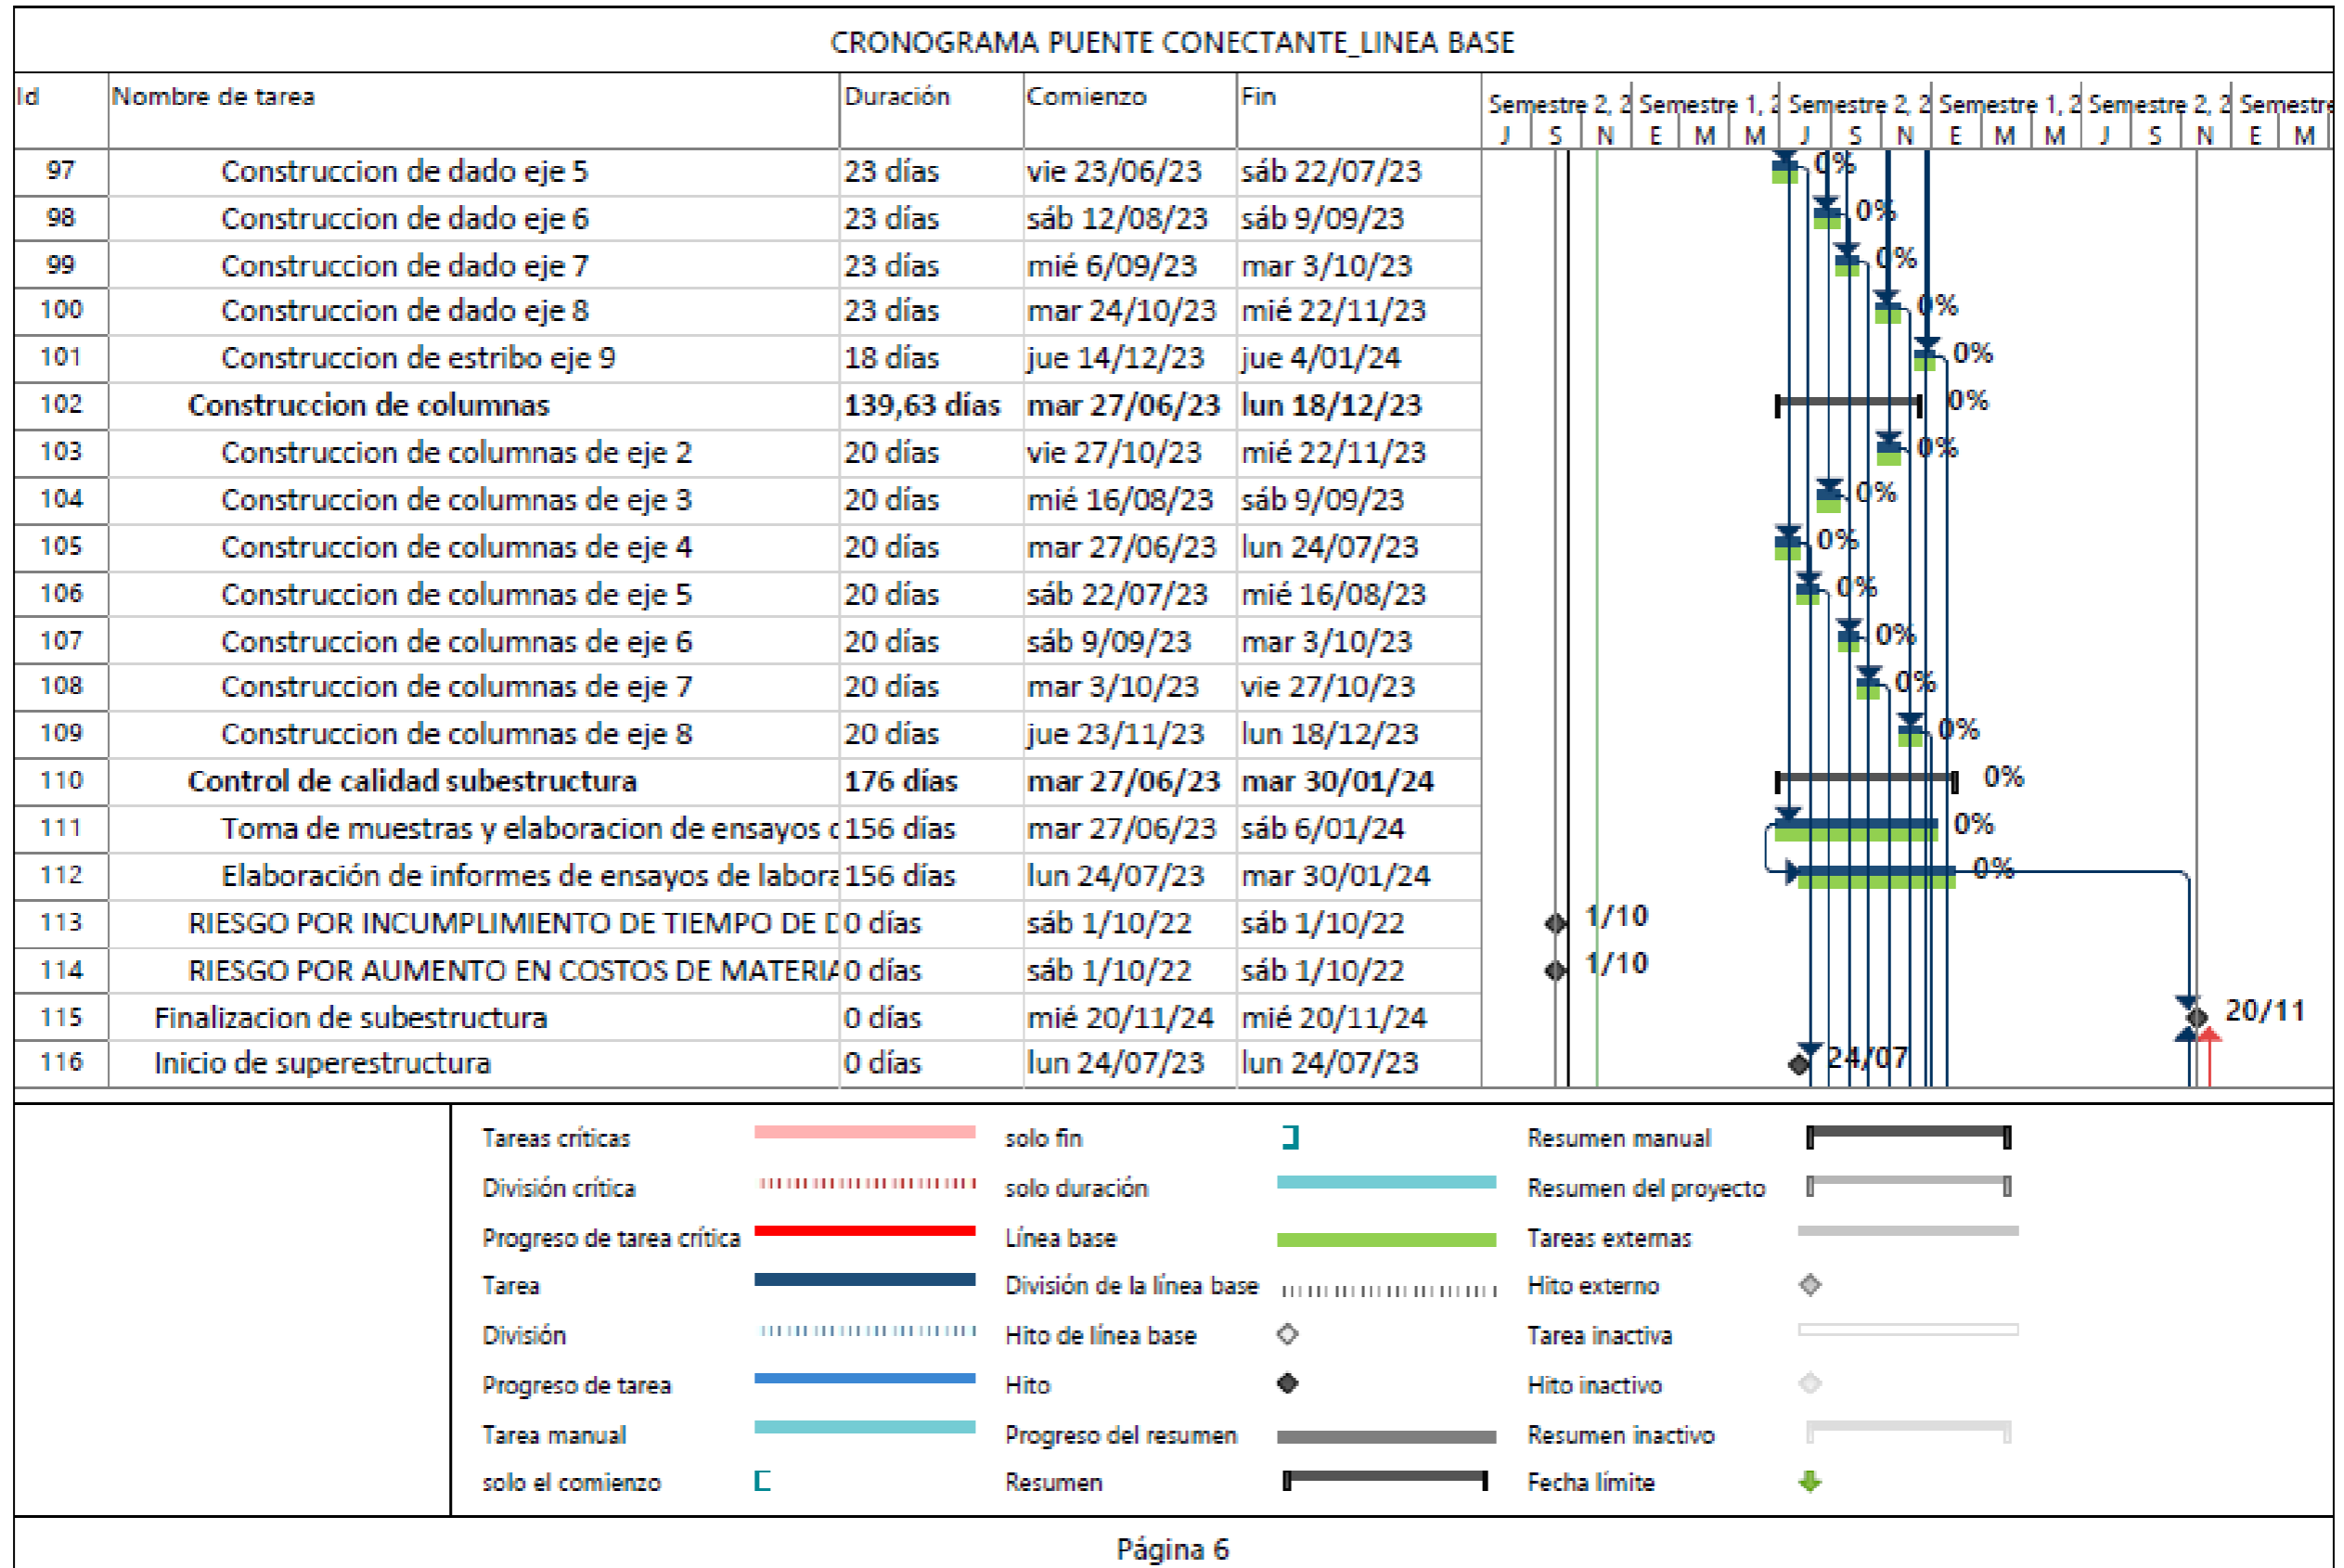 CRONOGRAMA PUENTE CONECTANTE_LINEA BASE
Id Nombre de tarea Duración Comienzo Fin Semestre 2, 2 Semestre 1, 2 Semestre 2, 2 Semestre 1, 2 Semestre 2, 2 Semestre
J S N E M M J S N E M M J S N E M
97 Construccion de dado eje 5 23 días vie 23/06/23 sáb 22/07/23 0%
98 Construccion de dado eje 6 23 días sáb 12/08/23 sáb 9/09/23 0%
99 Construccion de dado eje 7 23 días mié 6/09/23 mar 3/10/23 0%
100 Construccion de dado eje 8 23 días mar 24/10/23 mié 22/11/23 0%
101 Construccion de estribo eje 9 18 días jue 14/12/23 jue 4/01/24 0%
102 Construccion de columnas 139,63 días mar 27/06/23 lun 18/12/23 0%
103 Construccion de columnas de eje 2 20 días vie 27/10/23 mié 22/11/23 0%
104 Construccion de columnas de eje 3 20 días mié 16/08/23 sáb 9/09/23 0%
105 Construccion de columnas de eje 4 20 días mar 27/06/23 lun 24/07/23 0%
106 Construccion de columnas de eje 5 20 días sáb 22/07/23 mié 16/08/23 0%
107 Construccion de columnas de eje 6 20 días sáb 9/09/23 mar 3/10/23 0%
108 Construccion de columnas de eje 7 20 días mar 3/10/23 vie 27/10/23 0%
109 Construccion de columnas de eje 8 20 días jue 23/11/23 lun 18/12/23 0%
110 Control de calidad subestructura 176 días mar 27/06/23 mar 30/01/24 0%
111 Toma de muestras y elaboracion de ensayos 156 días mar 27/06/23 sáb 6/01/24 0%
112 Elaboración de informes de ensayos de labora 156 días lun 24/07/23 mar 30/01/24 0%
113 RIESGO POR INCUMPLIMIENTO DE TIEMPO DE 0 días sáb 1/10/22 sáb 1/10/22 1/10
114 RIESGO POR AUMENTO EN COSTOS DE MATERIA 0 días sáb 1/10/22 sáb 1/10/22 1/10
115 Finalizacion de subestructura 0 días mié 20/11/24 mié 20/11/24 20/11
116 Inicio de superestructura 0 días lun 24/07/23 lun 24/07/23 24/07
Tareas críticas solo fin Resumen manual
División crítica solo duración Resumen del proyecto
Progreso de tarea crítica Línea base Tareas externas
Tarea División de la línea base Hito externo
División Hito de línea base Tarea inactiva
Progreso de tarea Hito Hito inactivo
Tarea manual Progreso del resumen Resumen inactivo
solo el comienzo Resumen Fecha límite
Página 6